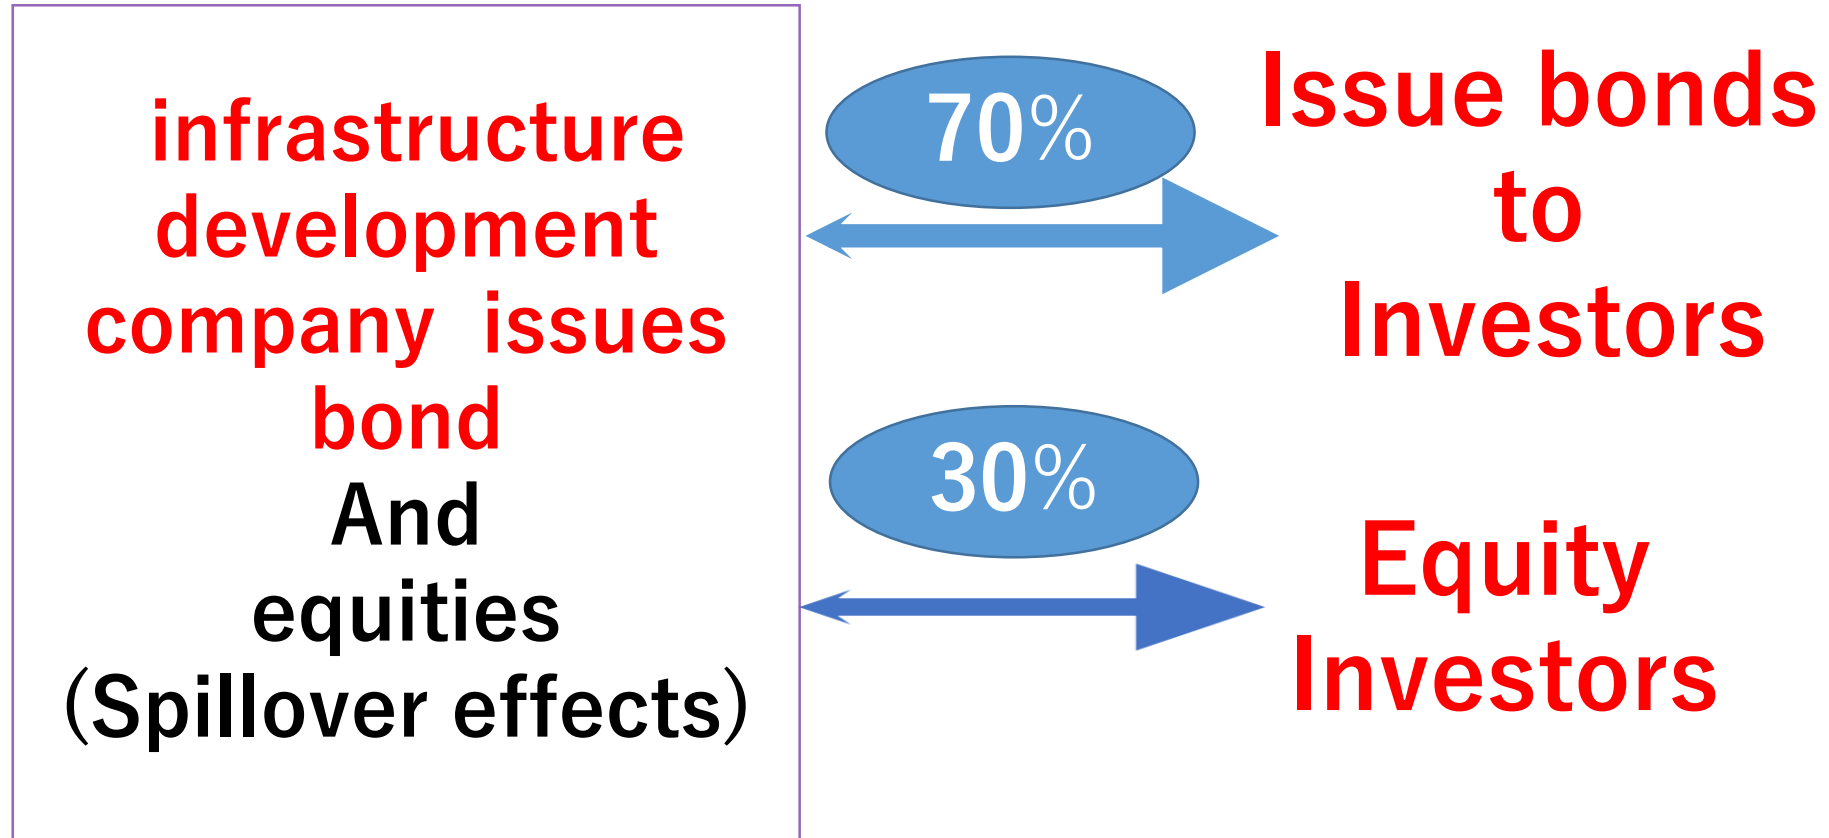 infrastructure
development
company issues
bond
And
equities
(Spillover effects)
70%
Issue bonds
to
Investors
30%
Equity
Investors